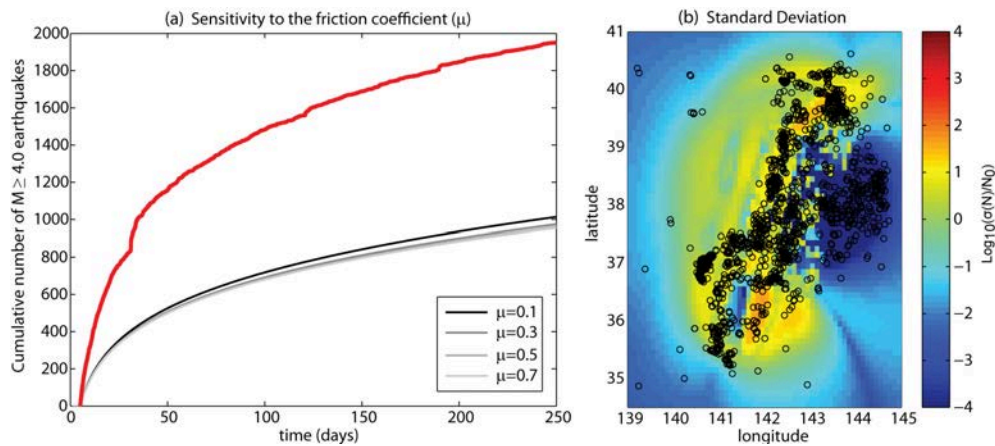 (a) Sensitivity to the friction coefficient (μ)
2000
1800
1600
1400
1200
1000
800
600
400
200
0
Cumulative number of M ≥ 4.0 earthquakes
0 50 100 150 200 250
time (days)
μ=0.1
μ=0.3
μ=0.5
μ=0.7
(b) Standard Deviation
41
40
39
38
37
36
35
latitude
139 140 141 142 143 144 145
longitude
4
3
2
1
0
−1
−2
−3
−4
Log10(σ(N)/N0)